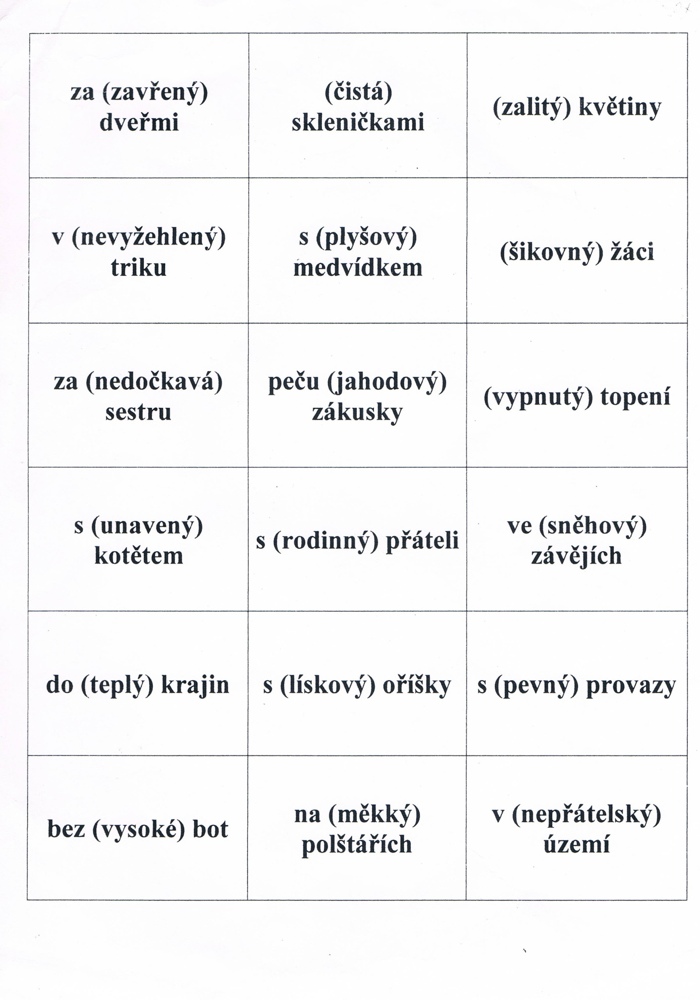 za (zavřený)
dveřmi
(čistá)
skleničkami
(zalitý) květiny
v (nevyžehlený)
triku
s (plyšový)
medvídkem
(šikovný) žáci
za (nedočkavá)
sestru
peču (jahodový)
zákusky
(vypnutý) topení
s (unavený)
kotětem
s (rodinný) přáteli
ve (sněhový)
závějích
do (teplý) krajin
s (lískový) oříšky
s (pevný) provazy
bez (vysoké) bot
na (měkký)
polštářích
v (nepřátelský)
území